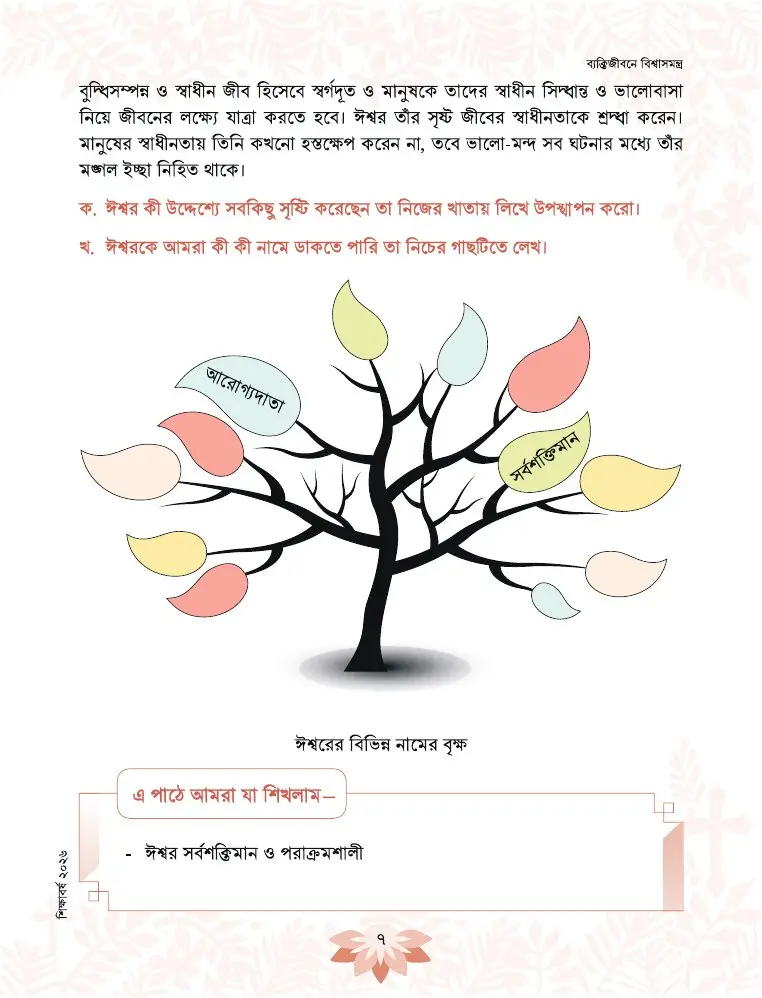 ব্যক্তিজীবনে বিশ্বাসমন্ত্র
বুদ্ধিসম্পন্ন ও স্বাধীন জীব হিসেবে স্বর্গদূত ও মানুষকে তাদের স্বাধীন সিদ্ধান্ত ও ভালোবাসা
নিয়ে জীবনের লক্ষ্যে যাত্রা করতে হবে। ঈশ্বর তাঁর সৃষ্ট জীবের স্বাধীনতাকে শ্রদ্ধা করেন।
মানুষের স্বাধীনতায় তিনি কখনো হস্তক্ষেপ করেন না, তবে ভালো-মন্দ সব ঘটনার মধ্যে তাঁর
মঙ্গল ইচ্ছা নিহিত থাকে।
ক. ঈশ্বর কী উদ্দেশ্যে সবকিছু সৃষ্টি করেছেন তা নিজের খাতায় লিখে উপস্থাপন করো।
খ. ঈশ্বরকে আমরা কী কী নামে ডাকতে পারি তা নিচের গাছটিতে লেখ।
আরোগ্যদাতা
সর্বশক্তিমান
ঈশ্বরের বিভিন্ন নামের বৃক্ষ
এ পাঠে আমরা যা শিখলাম–
- ঈশ্বর সর্বশক্তিমান ও পরাক্রমশালী
শিক্ষাবর্ষ ২০২৬
৭